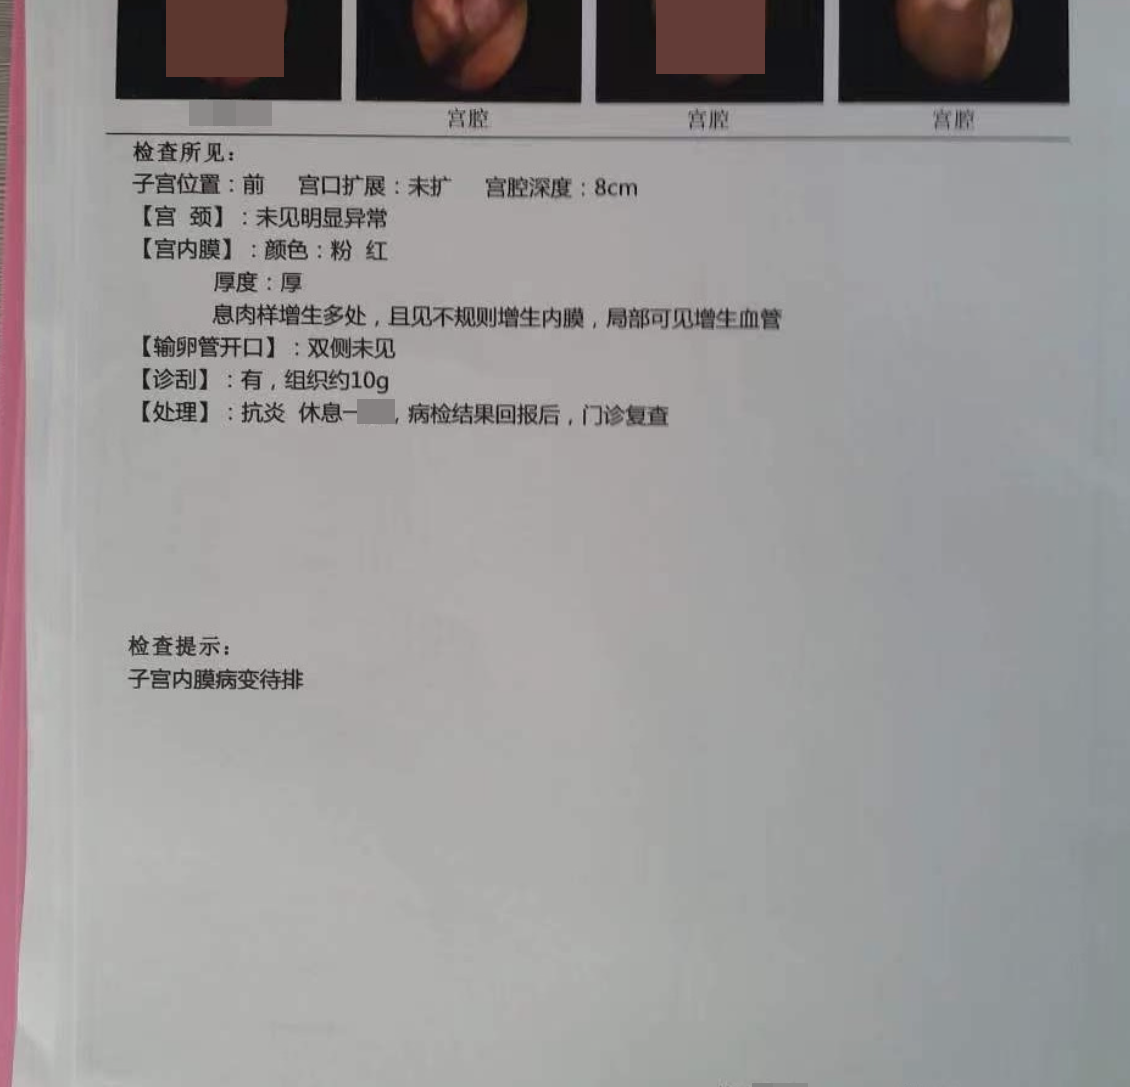 宫腔 宫腔 宫腔
检查所见:
子宫位置:前 宫口扩展:未扩 宫腔深度:8cm
【宫 颈】:未见明显异常
【宫内膜】:颜色:粉 红
厚度:厚
息肉样增生多处,且见不规则增生内膜,局部可见增生血管
【输卵管开口】:双侧未见
【诊刮】:有,组织约10g
【处理】:抗炎 休息一 ,病检结果回报后,门诊复查
检查提示:
子宫内膜病变待排